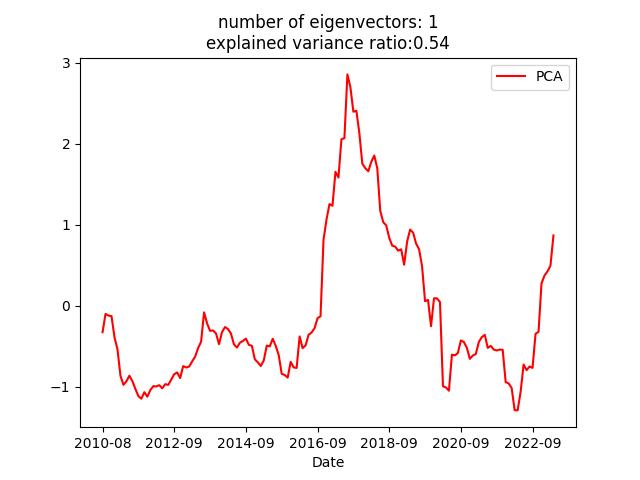 number of eigenvectors: 1
explained variance ratio:0.54
PCA
3
2
1
0
−1
2010-08 2012-09 2014-09 2016-09 2018-09 2020-09 2022-09
Date